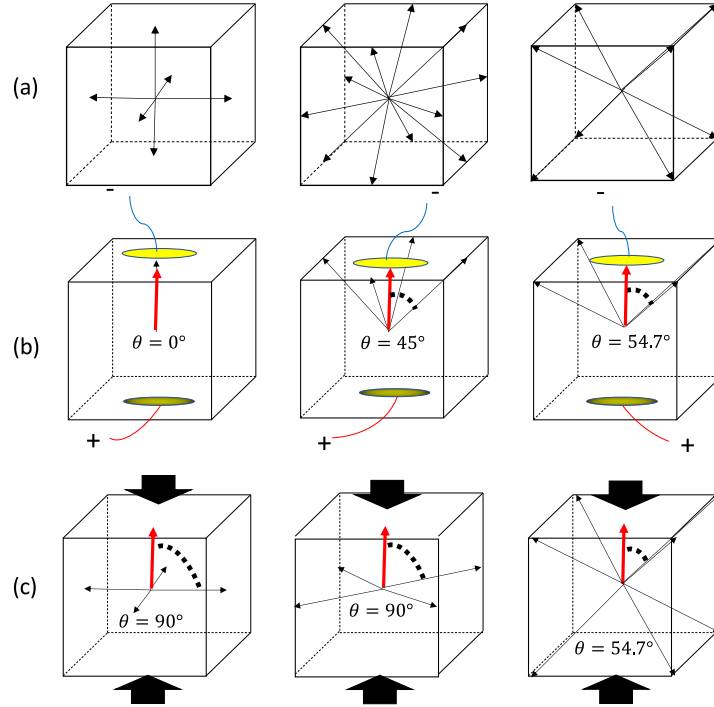 (a)
- - -
(b)
θ = 0° θ = 45° θ = 54.7°
+ + +
(c)
θ = 90° θ = 90° θ = 54.7°